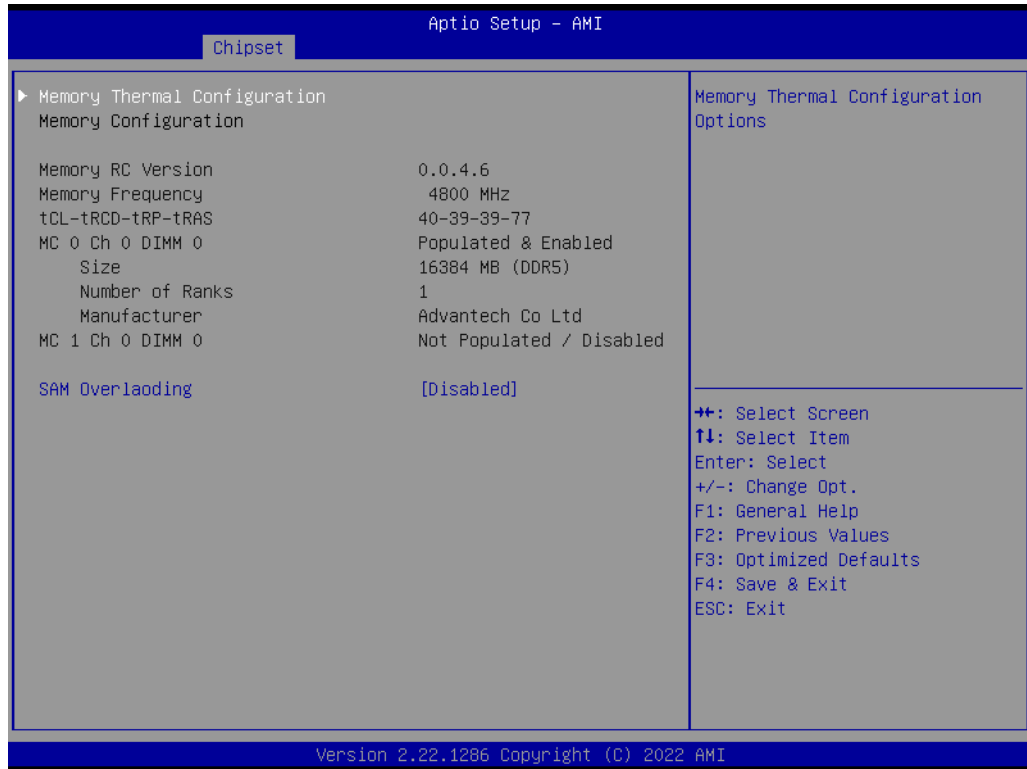 Aptio Setup – AMI
Chipset
Memory Thermal Configuration
Memory Configuration
Memory RC Version 0.0.4.6
Memory Frequency 4800 MHz
tCL-tRCD-tRP-tRAS 40-39-39-77
MC 0 Ch 0 DIMM 0 Populated & Enabled
Size 16384 MB (DDR5)
Number of Ranks 1
Manufacturer Advantech Co Ltd
MC 1 Ch 0 DIMM 0 Not Populated / Disabled
SAM Overlaoding [Disabled]
Memory Thermal Configuration
Options
→←: Select Screen
↑↓: Select Item
Enter: Select
+/-: Change Opt.
F1: General Help
F2: Previous Values
F3: Optimized Defaults
F4: Save & Exit
ESC: Exit
Version 2.22.1286 Copyright (C) 2022 AMI